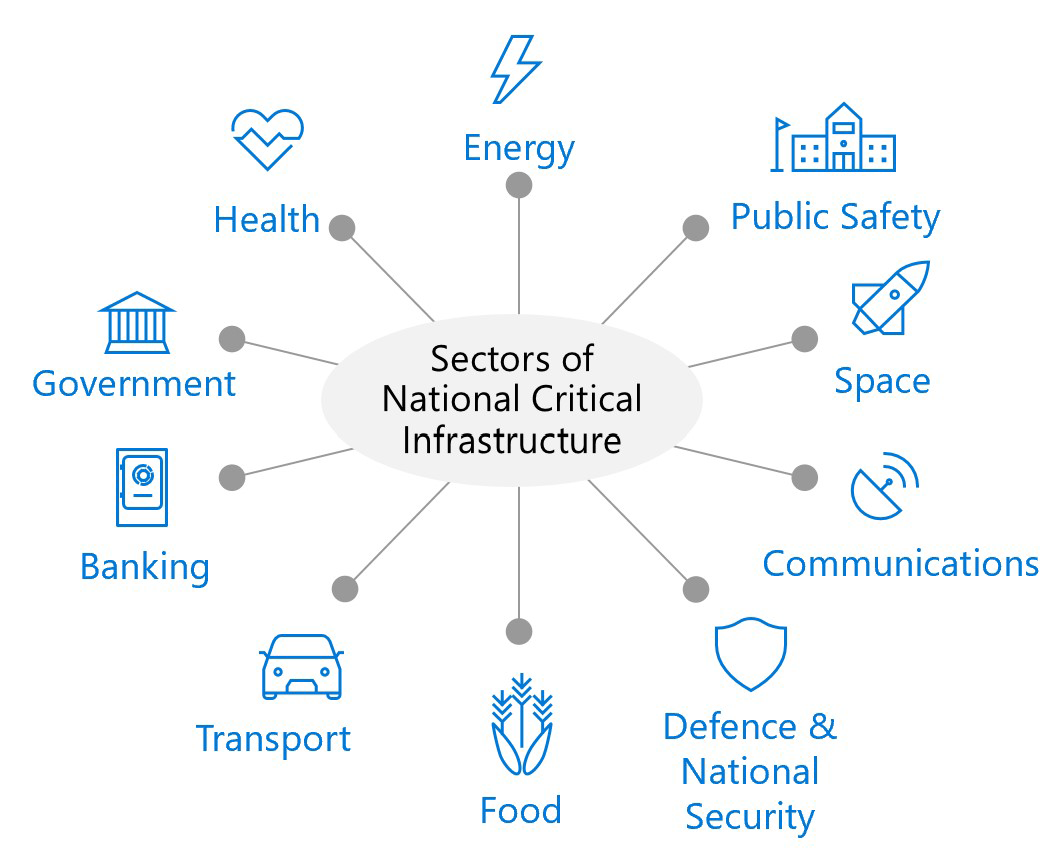 Energy
Health
Public Safety
Government
Sectors of
National Critical
Infrastructure
Space
Banking
Communications
Transport
Food
Defence &
National
Security